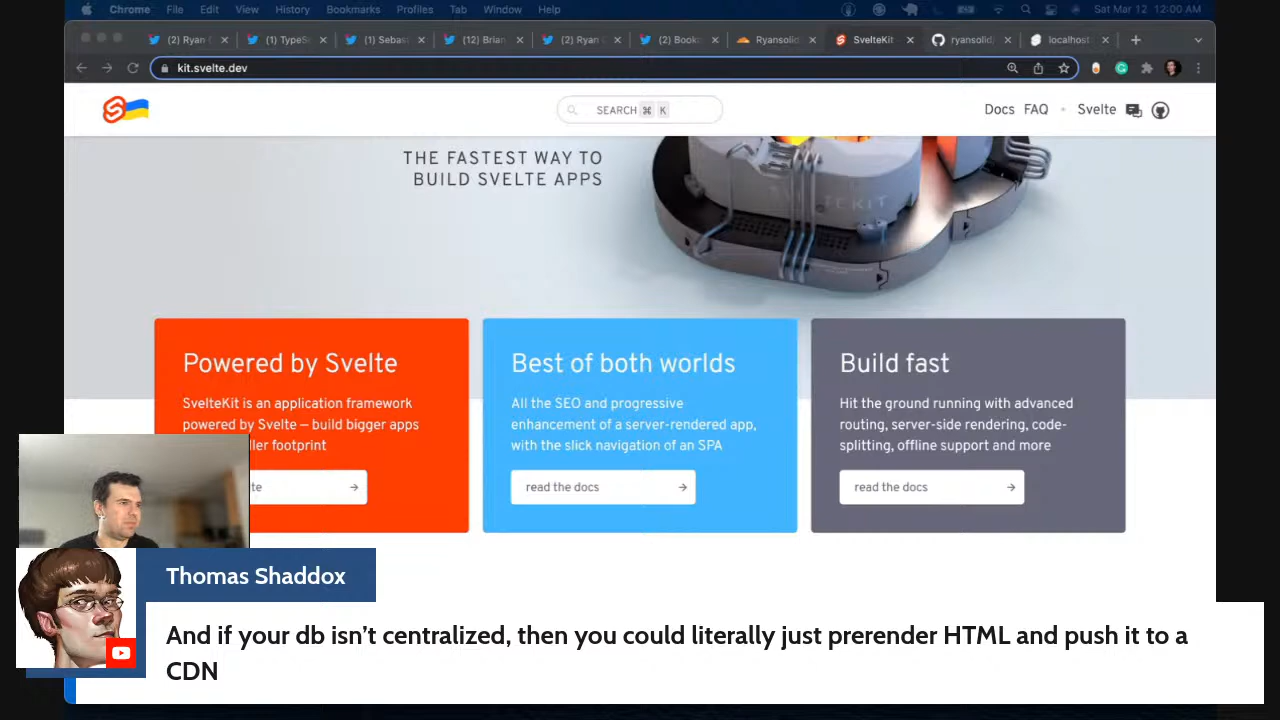 Chrome File Edit View History Bookmarks Profiles Tab Window Help Sat Mar 12 12:00 AM
(2) Ryan (1) TypeS (1) Sebas (12) Brian (2) Ryan (2) Book Ryansolid SvelteKit ryansolid/ localhost
kit.svelte.dev
SEARCH ⌘ K
Docs FAQ • Svelte
THE FASTEST WAY TO
BUILD SVELTE APPS
Powered by Svelte
SvelteKit is an application framework
powered by Svelte — build bigger apps
ller footprint
te
Best of both worlds
All the SEO and progressive
enhancement of a server-rendered app,
with the slick navigation of an SPA
read the docs
Build fast
Hit the ground running with advanced
routing, server-side rendering, code-
splitting, offline support and more
read the docs
Thomas Shaddox
And if your db isn't centralized, then you could literally just prerender HTML and push it to a
CDN